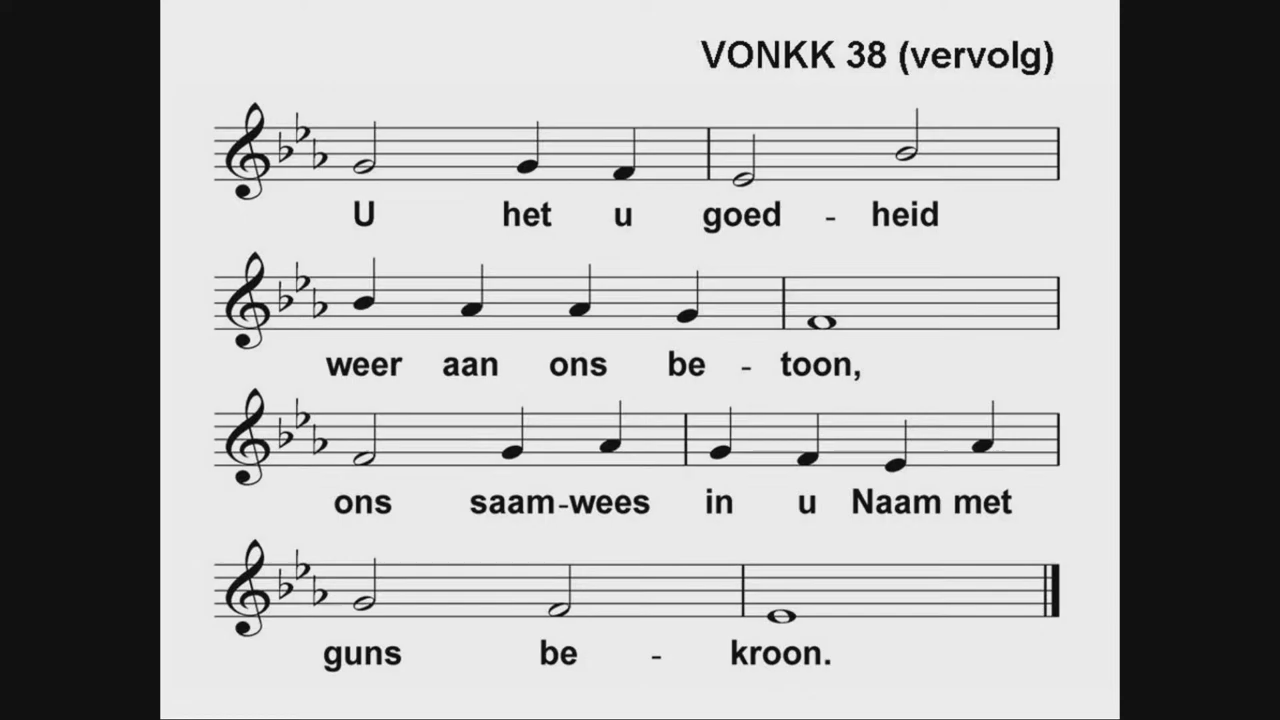 VONKK 38 (vervolg)
U het u goed - heid
weer aan ons be - toon,
ons saam-wees in u Naam met
guns be - kroon.